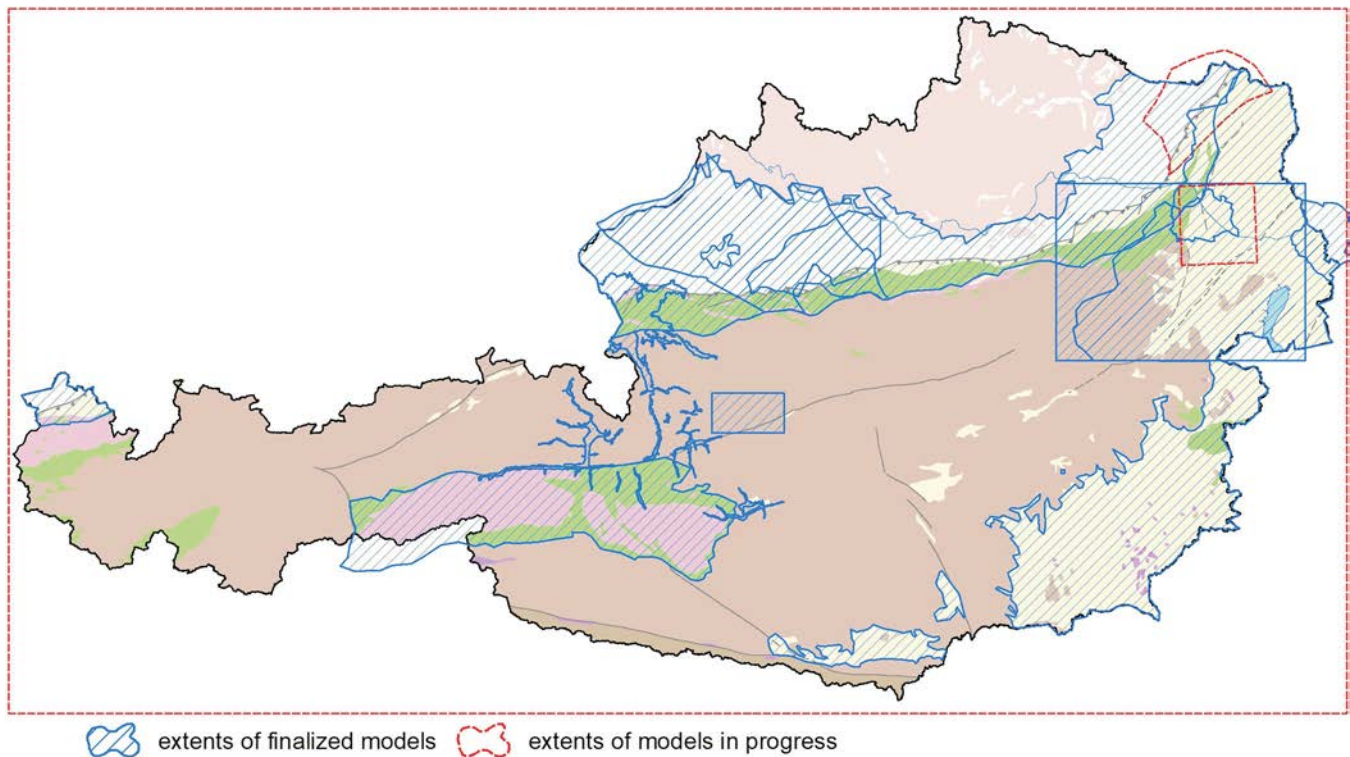 extents of finalized models
extents of models in progress